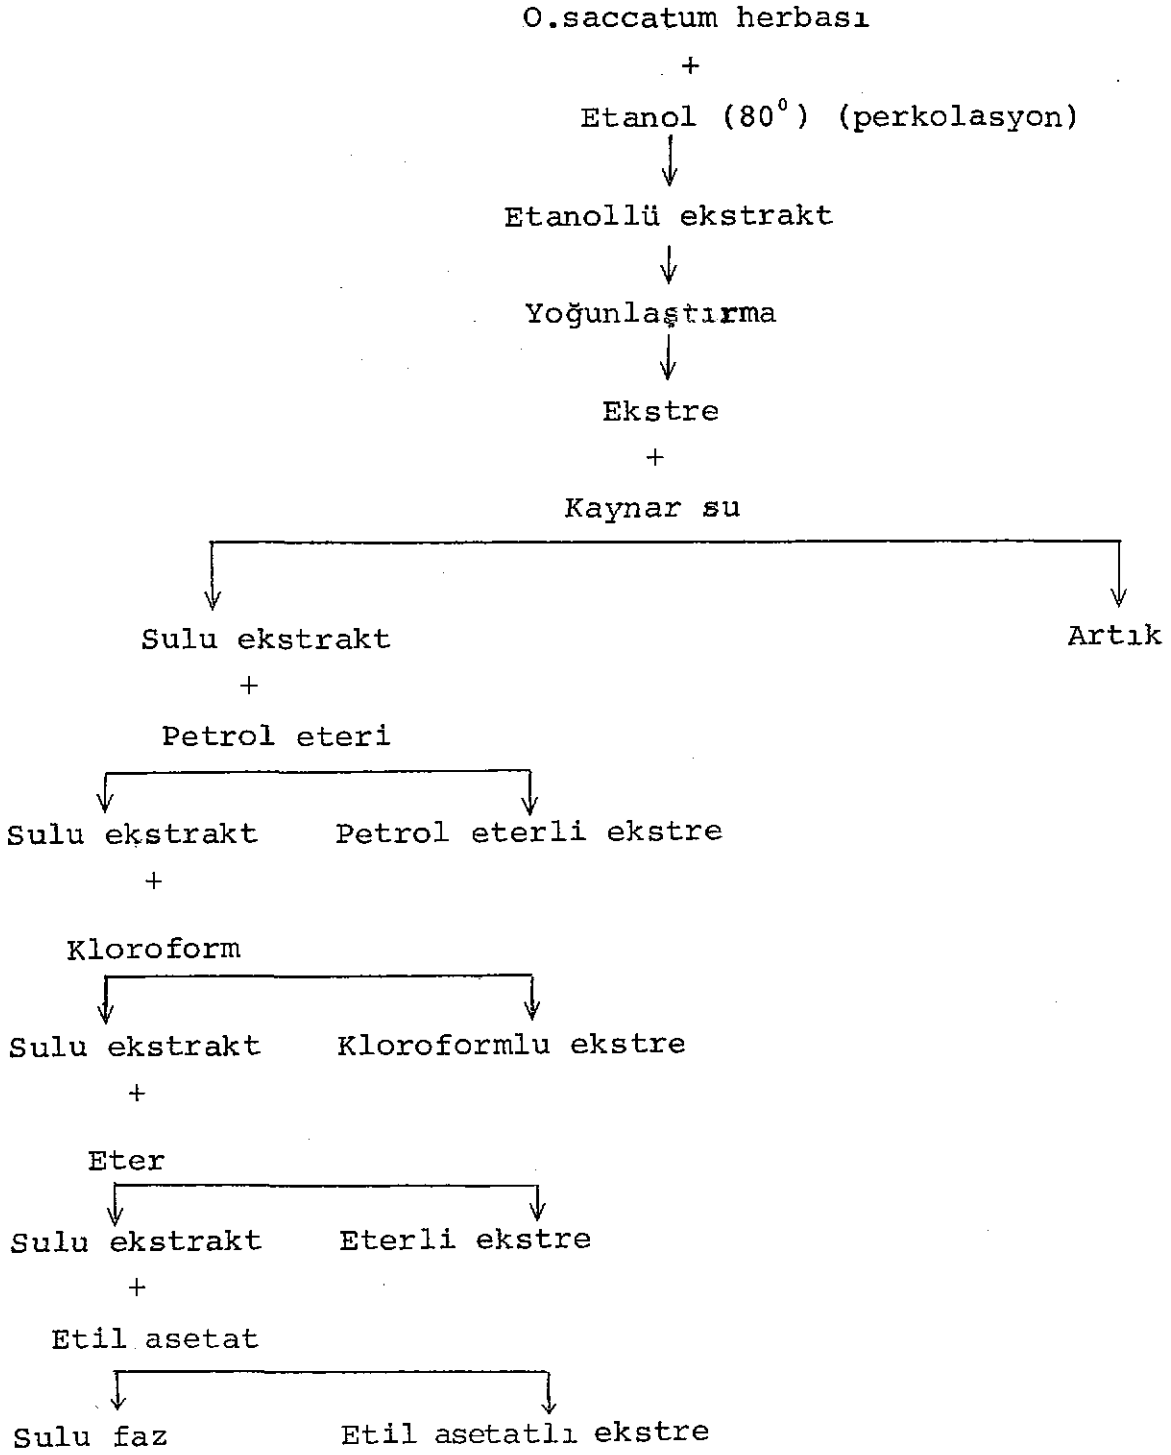 O.saccatum herbası
+
Etanol (80⁰) (perkolasyon)
Etanollü ekstrakt
Yoğunlaştırma
Ekstre
+
Kaynar su
Sulu ekstrakt Artık
+
Petrol eteri
Sulu ekstrakt Petrol eterli ekstre
+
Kloroform
Sulu ekstrakt Kloroformlu ekstre
+
Eter
Sulu ekstrakt Eterli ekstre
+
Etil asetat
Sulu faz Etil asetatlı ekstre